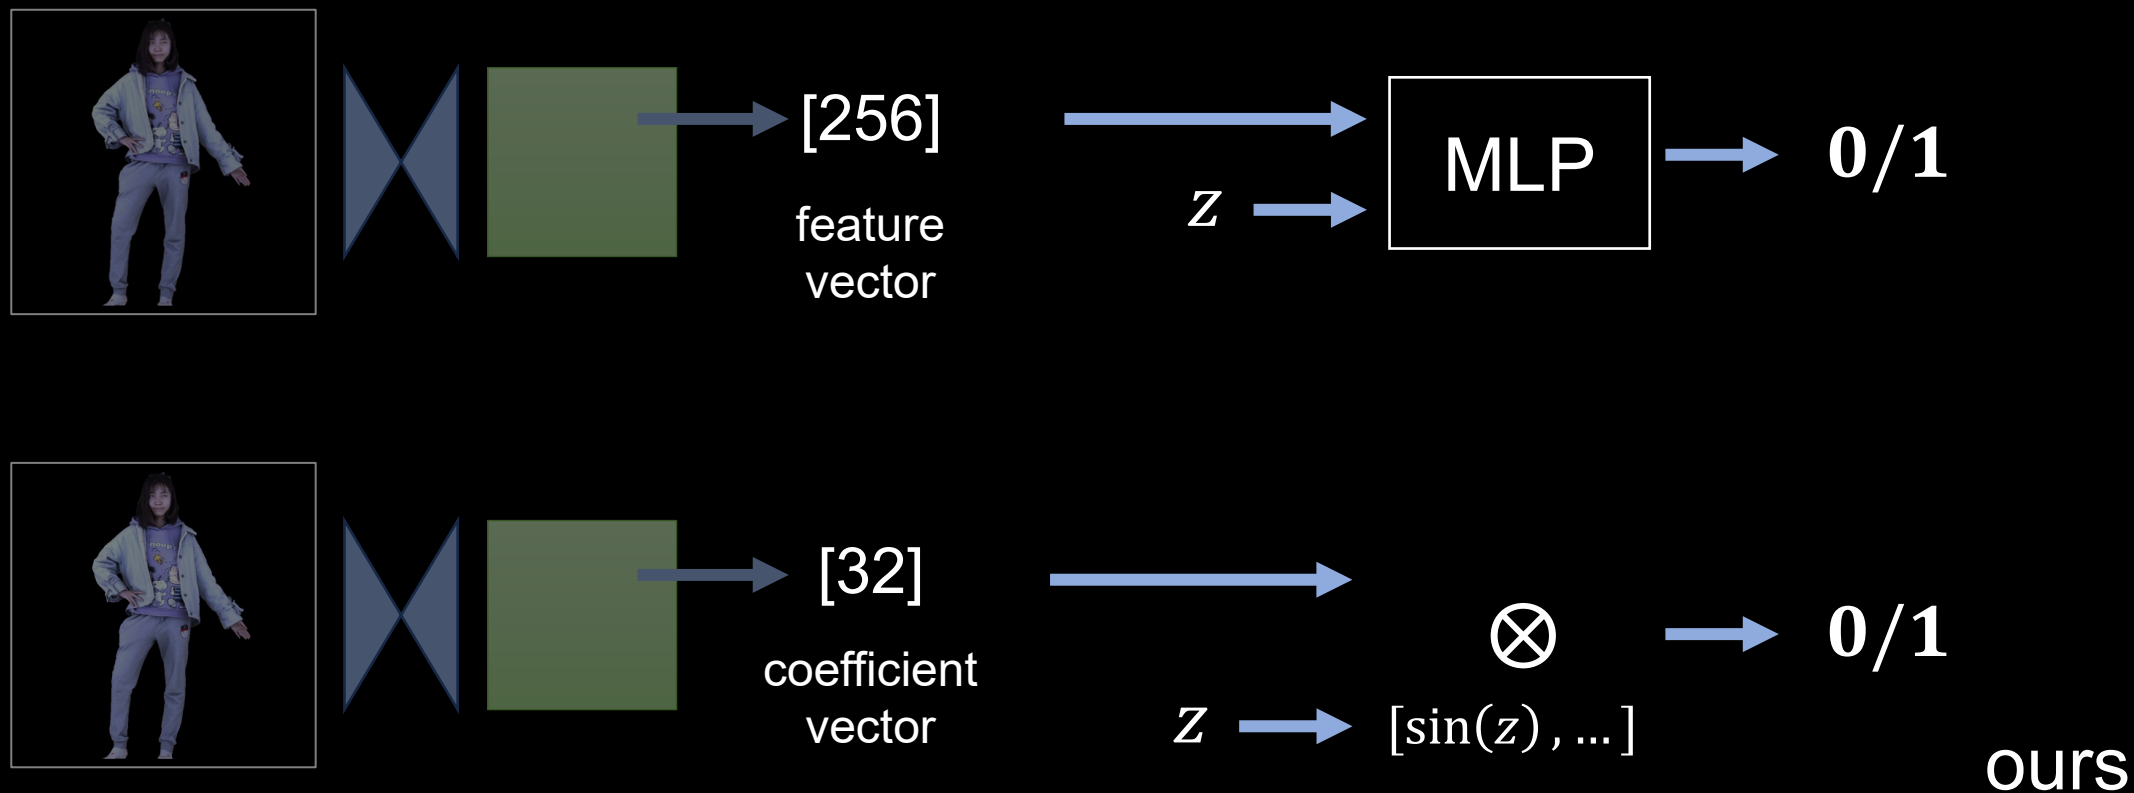 [256]
feature
vector
z
MLP
0/1
[32]
coefficient
vector
z
⊗
[sin(z) , ...]
0/1
ours